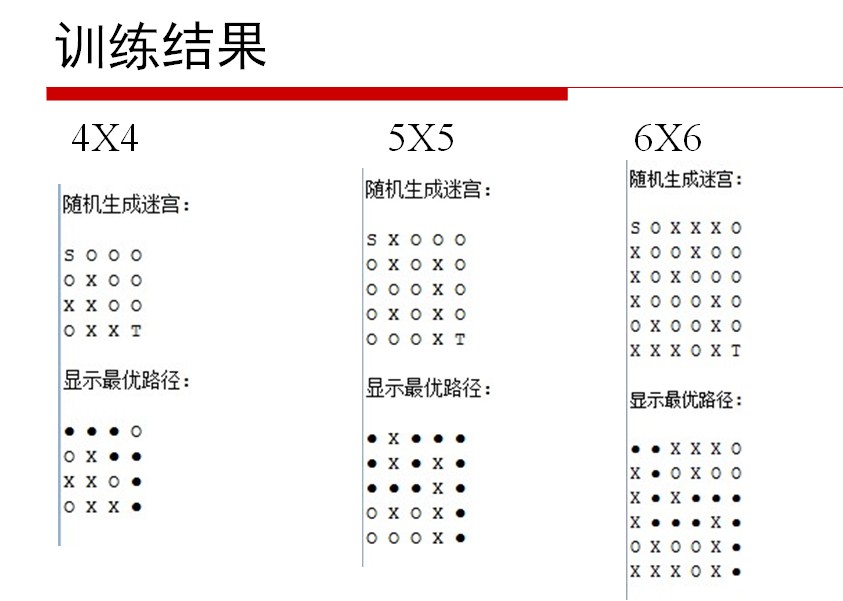 训练结果
4X4
随机生成迷宫：
S O O O
O X O O
X X O O
O X X T
显示最优路径：
● ● ● O
O X ● ●
X X O ●
O X X ●
5X5
随机生成迷宫：
S X O O O
O X O X O
O O O X O
O X O X O
O O O X T
显示最优路径：
● X ● ● ●
● X ● X ●
● ● ● X ●
O X O X ●
O O O X ●
6X6
随机生成迷宫：
S O X X X O
X O O X O O
X O X O O O
X O O O X O
O X O O X O
X X X O X T
显示最优路径：
● ● X X X O
X ● O X O O
X ● X ● ● ●
X ● ● ● X ●
O X O O X ●
X X X O X ●